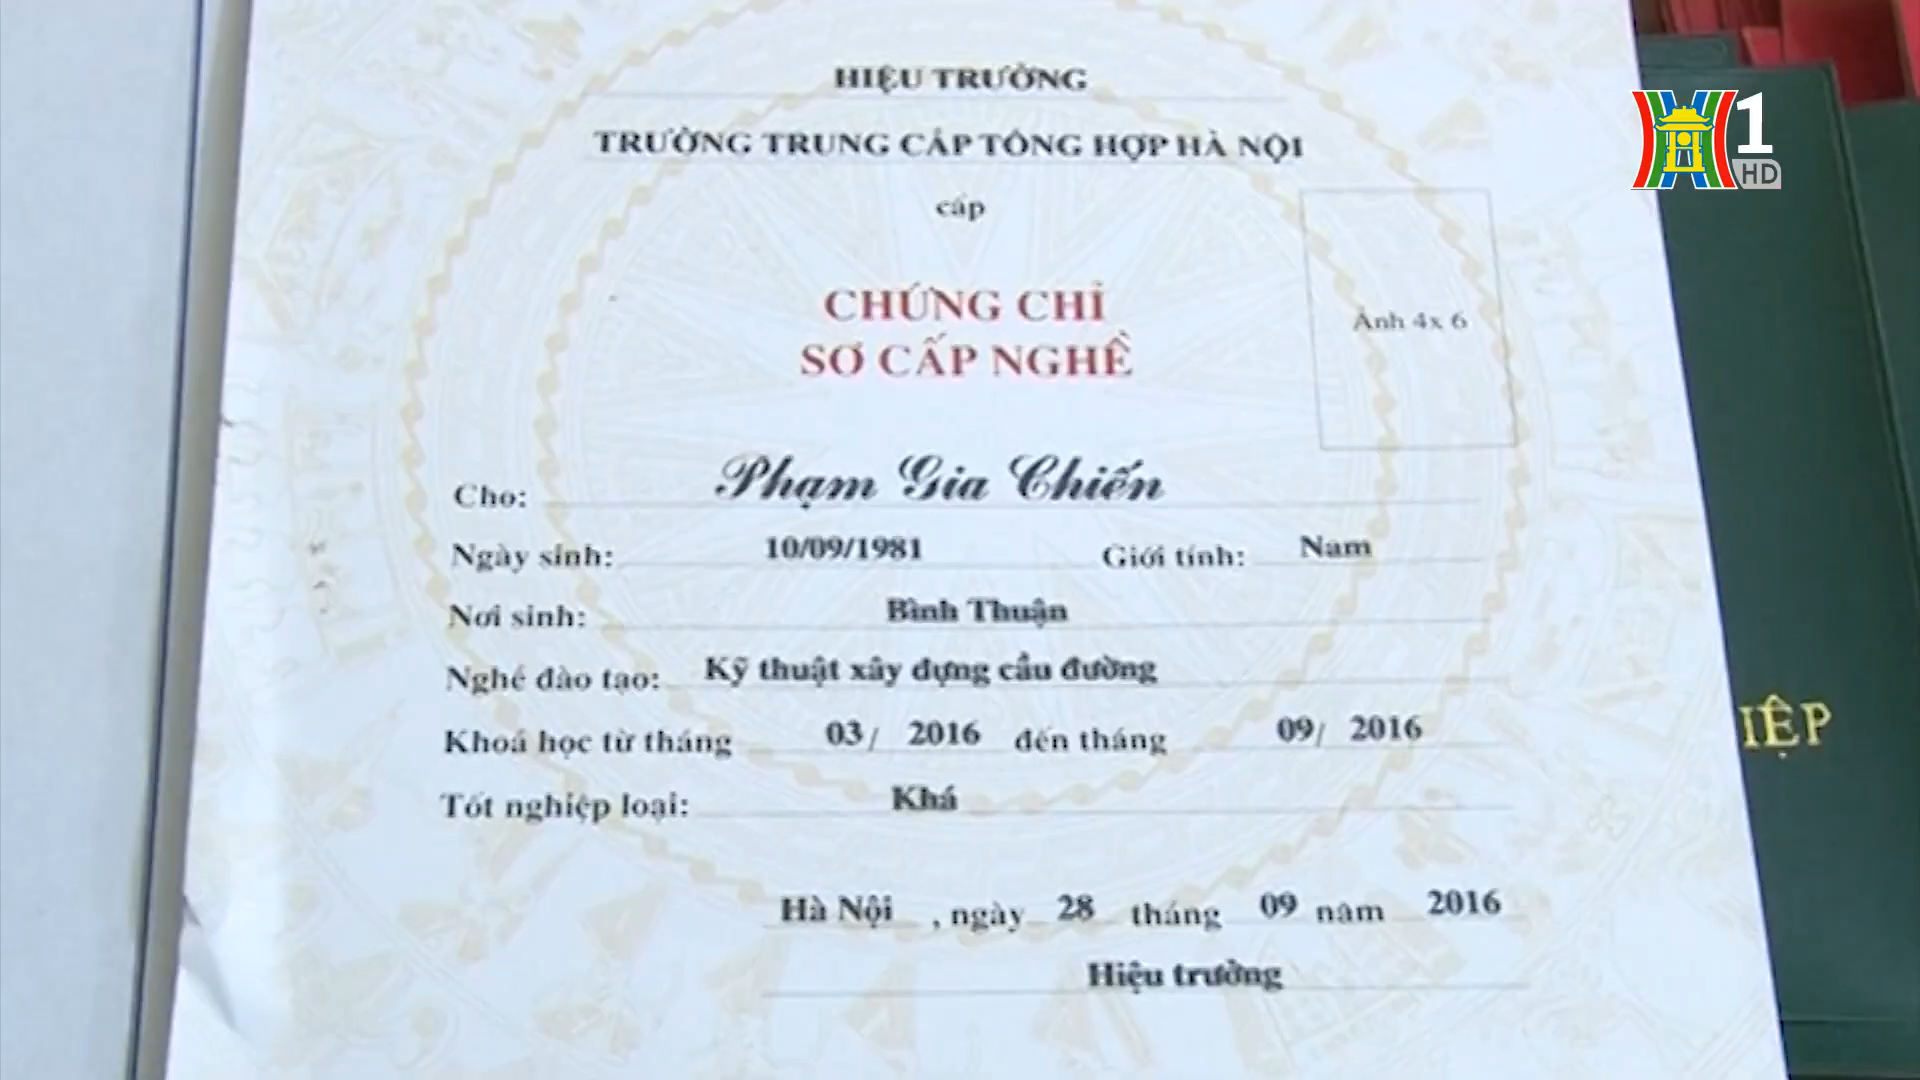 HIỆU TRƯỞNG
TRƯỜNG TRUNG CẤP TỔNG HỢP HÀ NỘI
cấp
CHỨNG CHỈ
SƠ CẤP NGHỀ
Ảnh 4x 6
Cho: Phạm Gia Chiến
Ngày sinh: 10/09/1981 Giới tính: Nam
Nơi sinh: Bình Thuận
Nghề đào tạo: Kỹ thuật xây dựng cầu đường
Khoá học từ tháng 03/ 2016 đến tháng 09/ 2016
Tốt nghiệp loại: Khá
Hà Nội , ngày 28 tháng 09 năm 2016
Hiệu trưởng
IỆP
1
HD